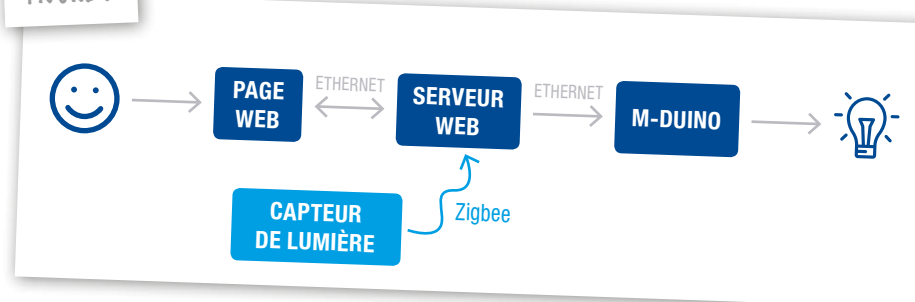 PAGE
WEB
ETHERNET
SERVEUR
WEB
ETHERNET
M-DUINO
CAPTEUR
DE LUMIÈRE
Zigbee